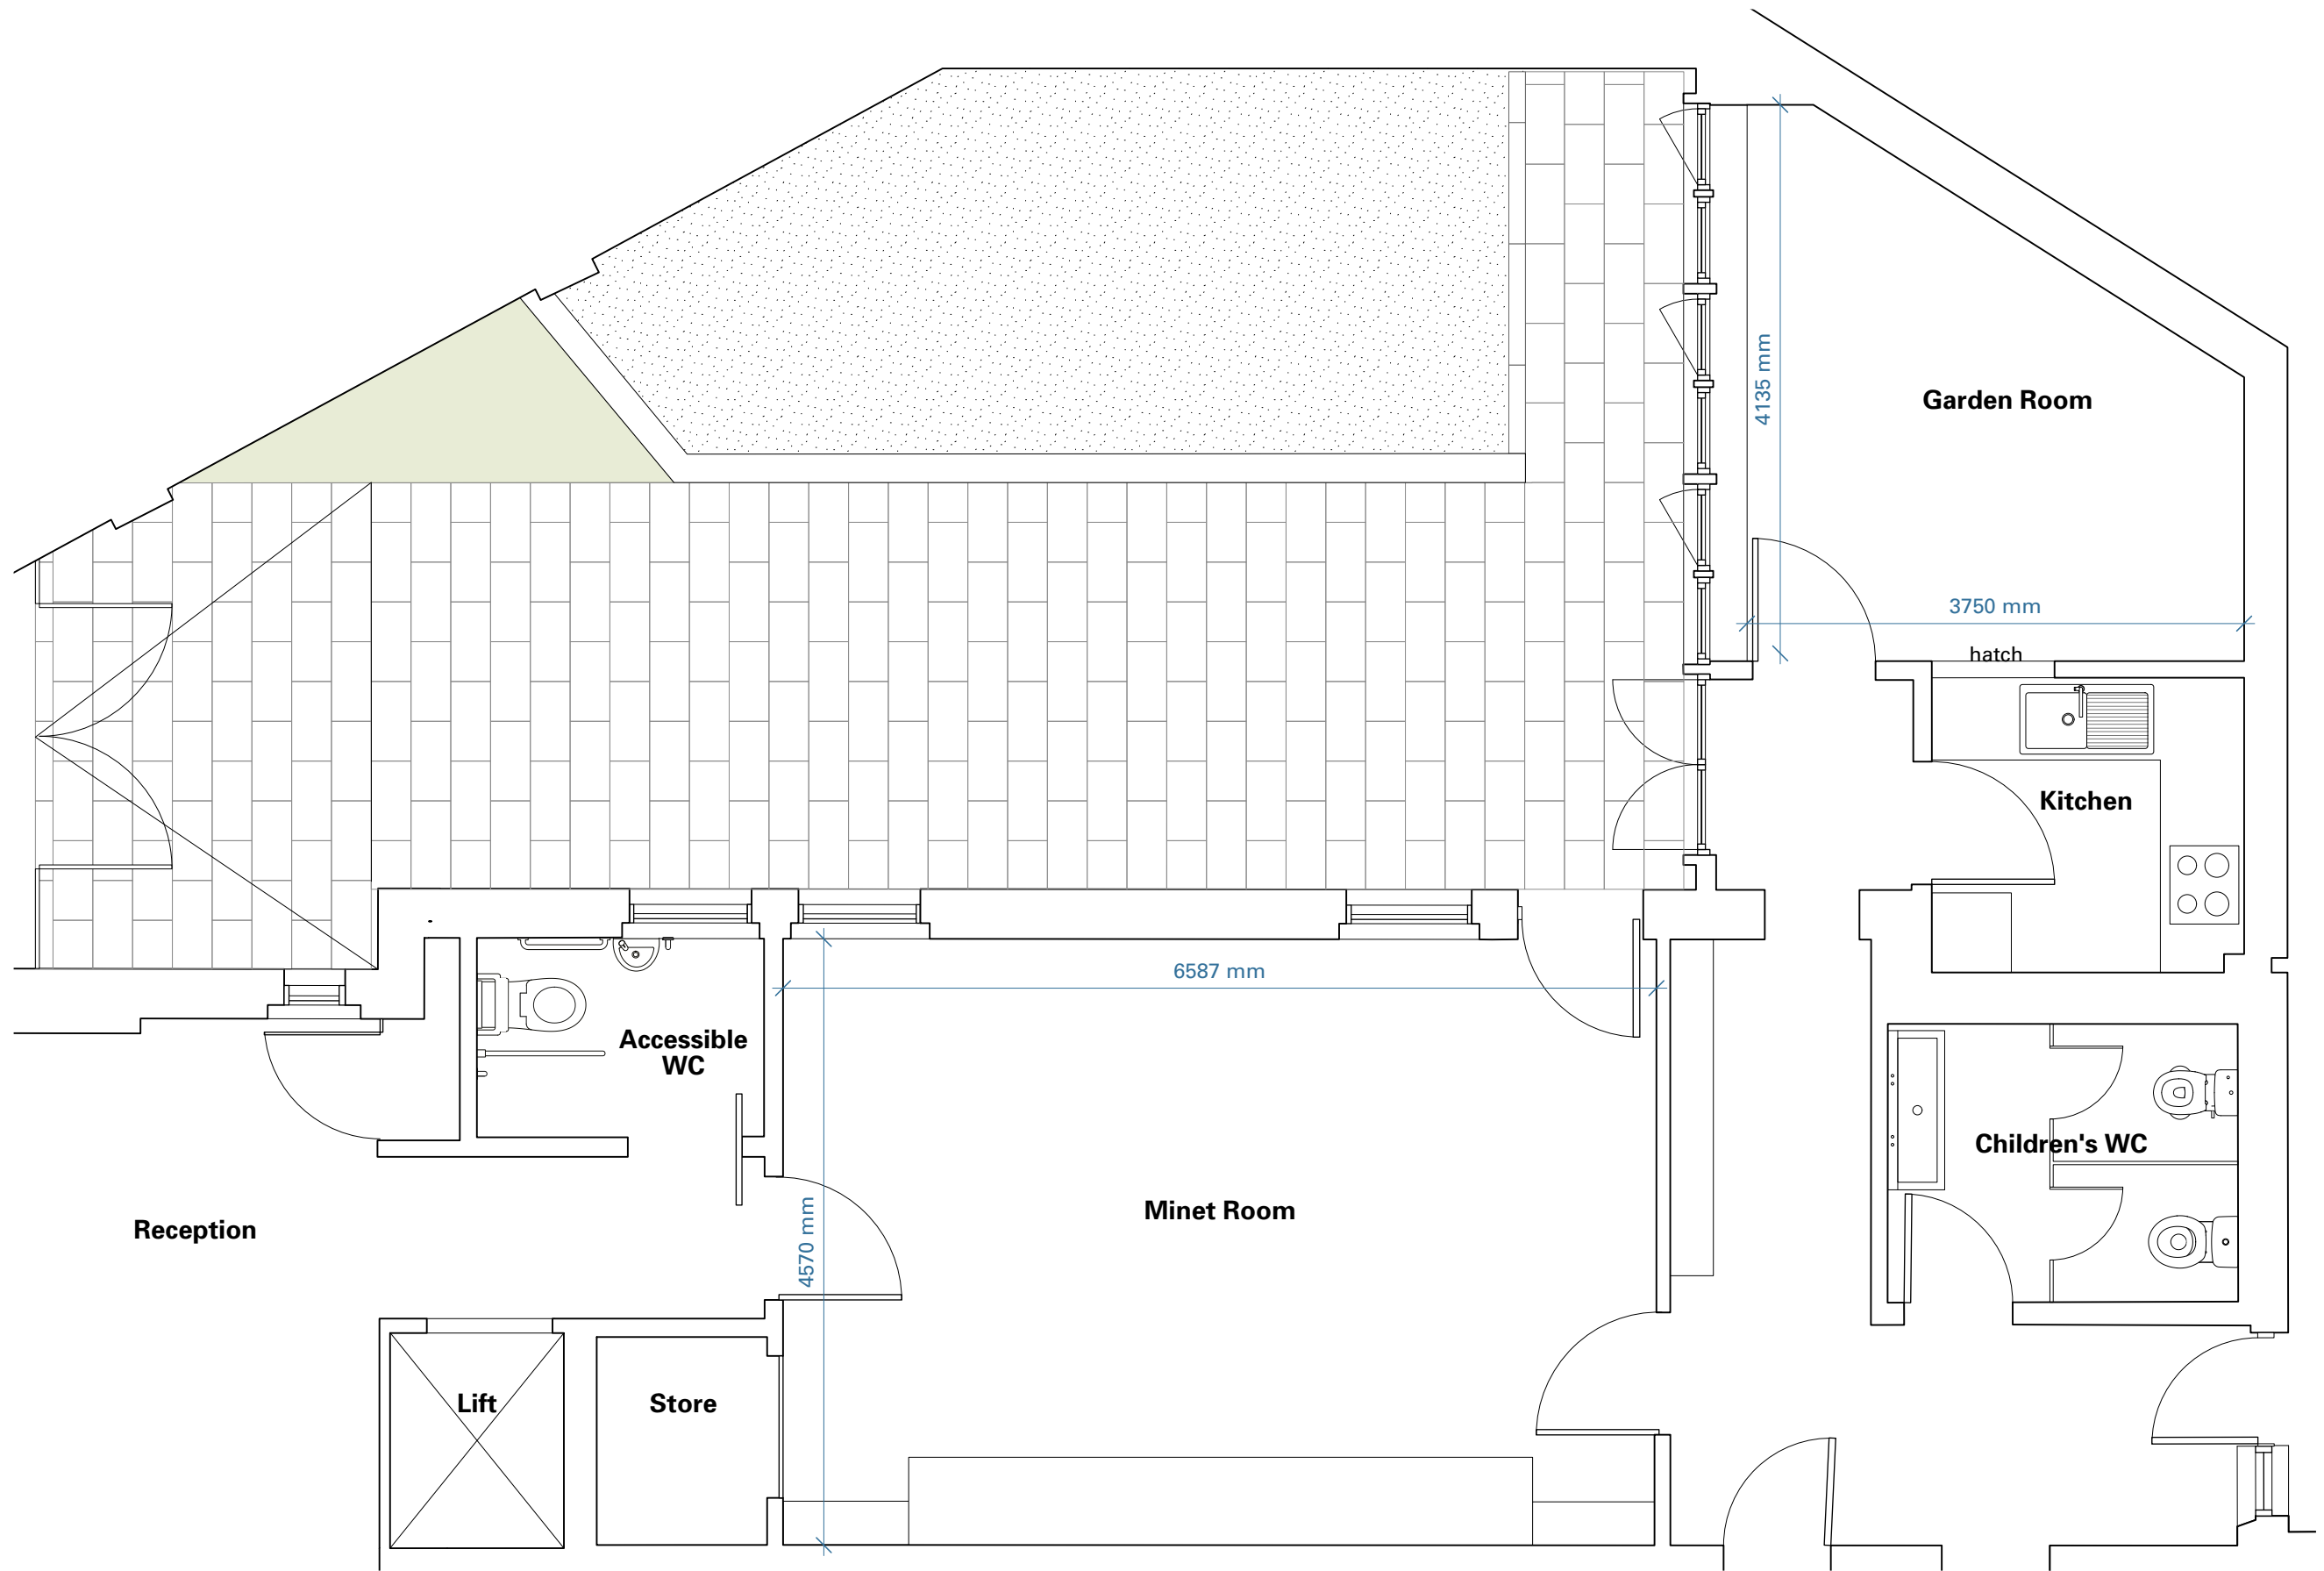 4135 mm
Garden Room
3750 mm
hatch
Kitchen
6587 mm
Accessible
WC
Children's WC
Minet Room
Reception
4570 mm
Lift
Store